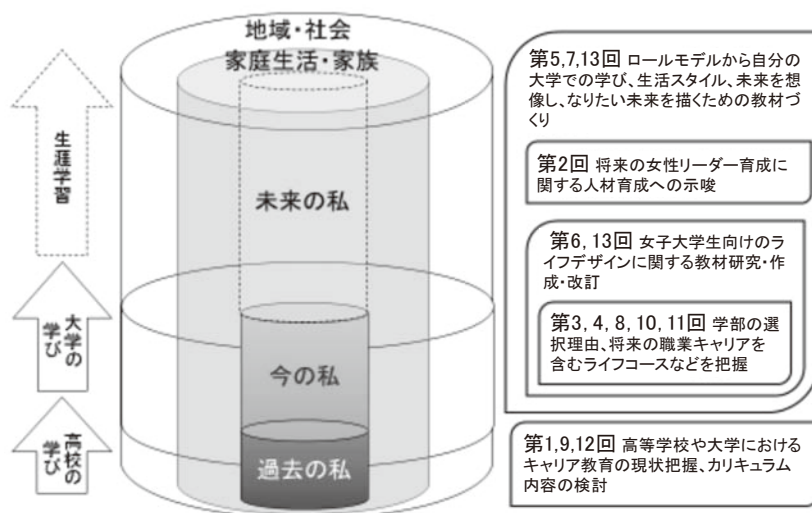 地域・社会
家庭生活・家族
生涯学習
未来の私
大学の
学び
今の私
高校の
学び
過去の私
第5,7,13回 ロールモデルから自分の
大学での学び、生活スタイル、未来を想
像し、なりたい未来を描くための教材づ
くり
第2回 将来の女性リーダー育成に
関する人材育成への示唆
第6, 13回 女子大学生向けのラ
イフデザインに関する教材研究・作
成・改訂
第3, 4, 8, 10, 11回 学部の選
択理由、将来の職業キャリアを
含むライフコースなどを把握
第1,9,12回 高等学校や大学における
キャリア教育の現状把握、カリキュラム
内容の検討